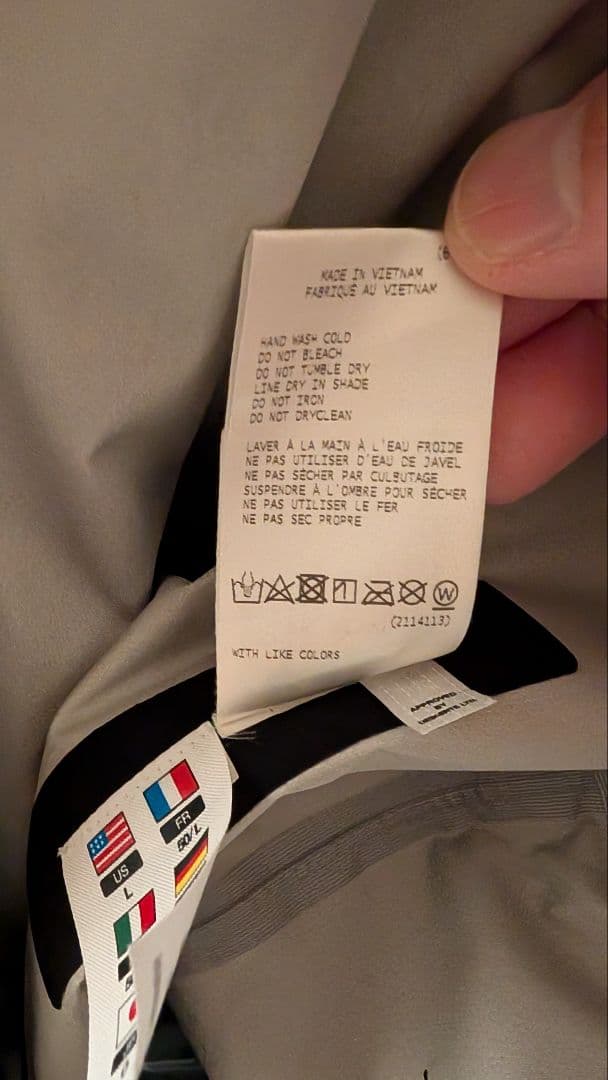 MADE IN VIETNAM
FABRIQUÉ AU VIETNAM
HAND WASH COLD
DO NOT BLEACH
DO NOT TUMBLE DRY
LINE DRY IN SHADE
DO NOT IRON
DO NOT DRYCLEAN
LAVER À LA MAIN À L'EAU FROIDE
NE PAS UTILISER D'EAU DE JAVEL
NE PAS SÉCHER PAR CULBUTAGE
SUSPENDRE À L'OMBRE POUR SÉCHER
NE PAS UTILISER LE FER
NE PAS SEC PROPRE
W
(2114113)
WITH LIKE COLORS
APPROVED
BY
FR
50/L
US
L